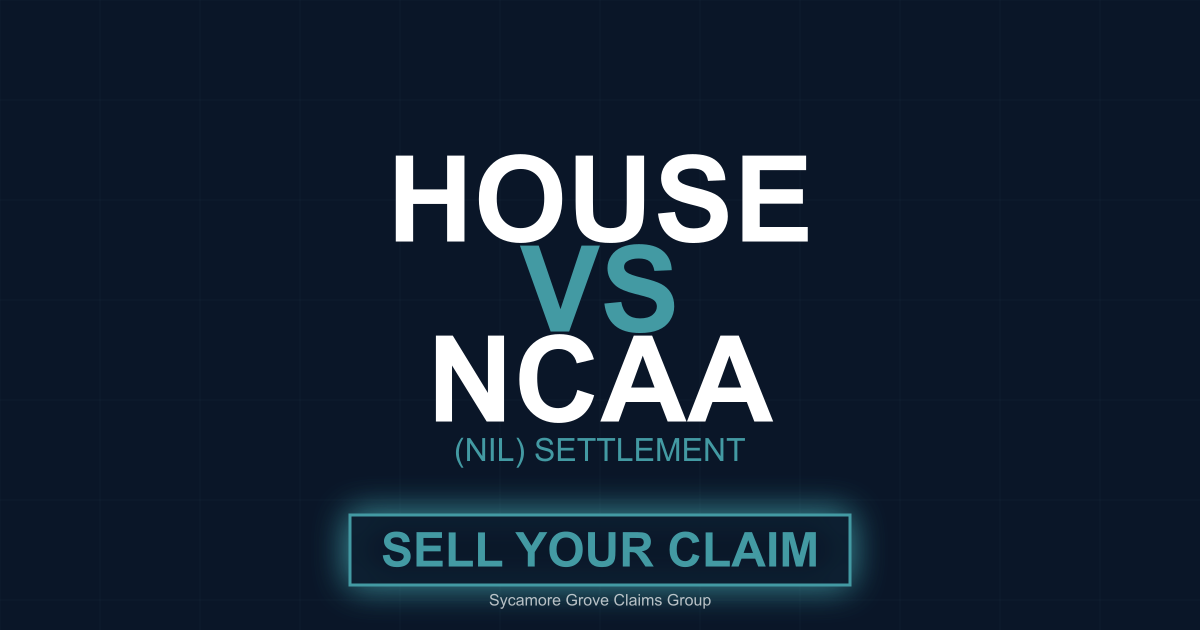 HOUSE
VS
NCAA
(NIL) SETTLEMENT
SELL YOUR CLAIM
Sycamore Grove Claims Group